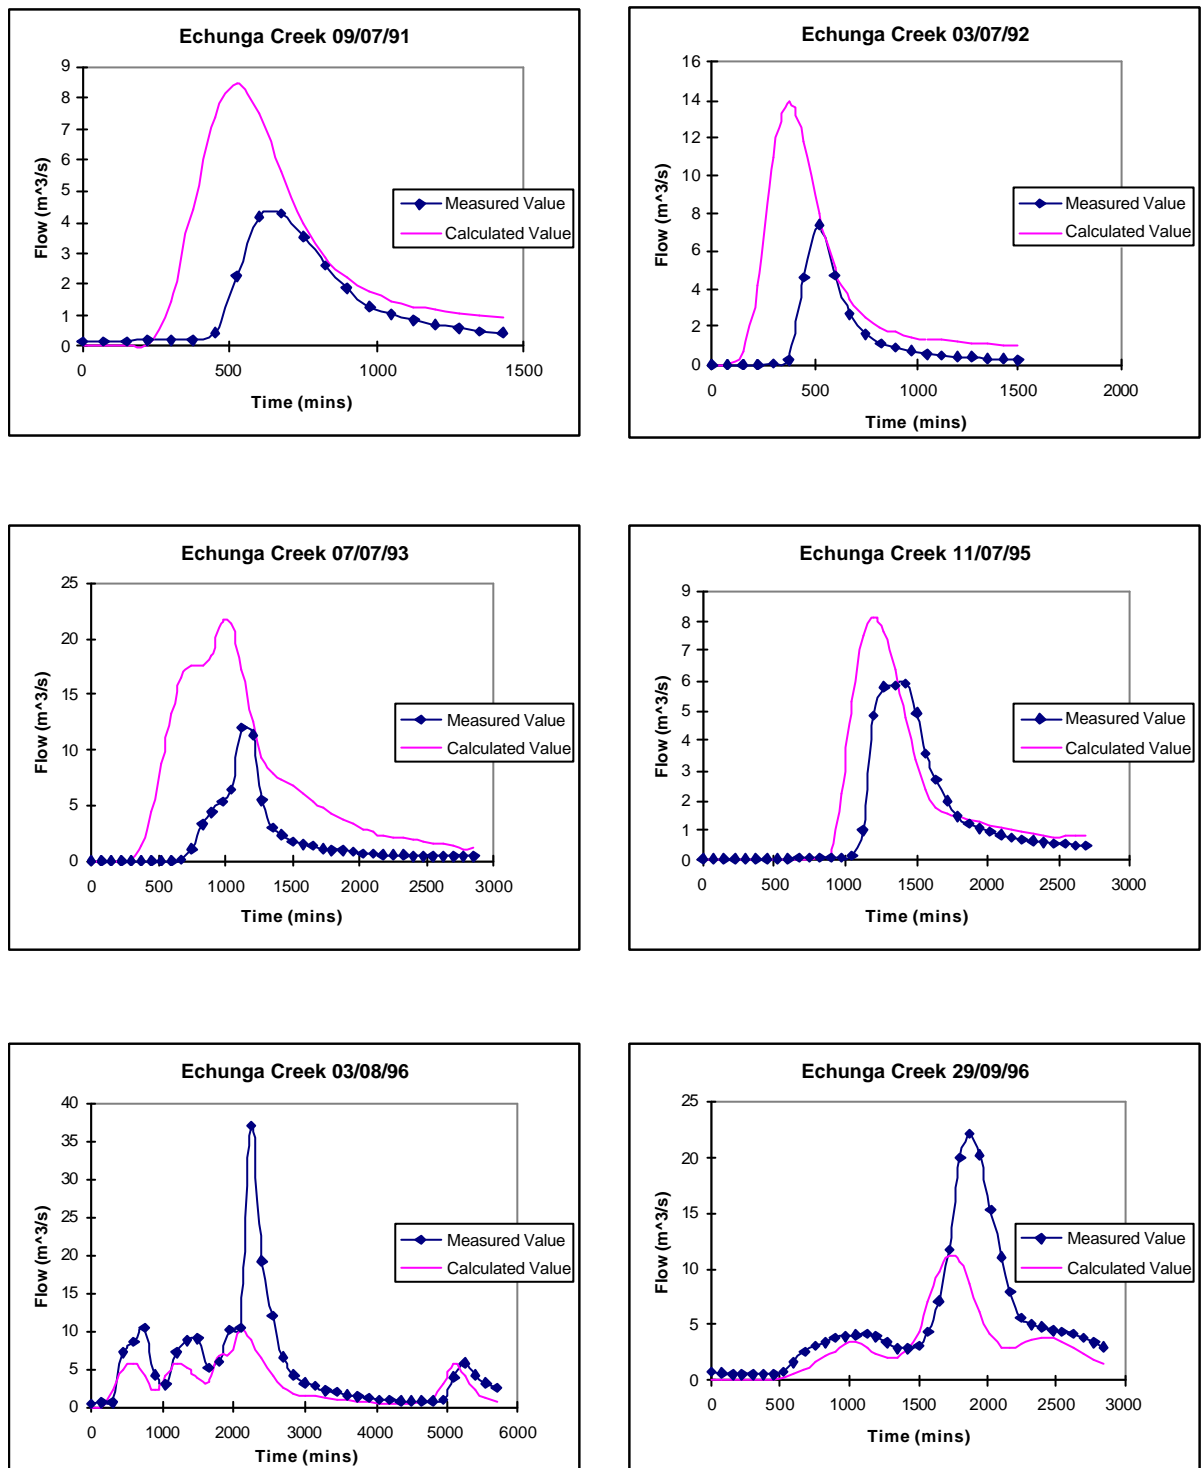 Echunga Creek 09/07/91
9
8
7
6
5
4
3
2
1
0
Flow (m^3/s)
0 500 1000 1500
Time (mins)
Measured Value
Calculated Value
Echunga Creek 03/07/92
16
14
12
10
8
6
4
2
0
Flow (m^3/s)
0 500 1000 1500 2000
Time (mins)
Measured Value
Calculated Value
Echunga Creek 07/07/93
25
20
15
10
5
0
Flow (m^3/s)
0 500 1000 1500 2000 2500 3000
Time (mins)
Measured Value
Calculated Value
Echunga Creek 11/07/95
9
8
7
6
5
4
3
2
1
0
Flow (m^3/s)
0 500 1000 1500 2000 2500 3000
Time (mins)
Measured Value
Calculated Value
Echunga Creek 03/08/96
40
35
30
25
20
15
10
5
0
Flow (m^3/s)
0 1000 2000 3000 4000 5000 6000
Time (mins)
Measured Value
Calculated Value
Echunga Creek 29/09/96
25
20
15
10
5
0
Flow (m^3/s)
0 500 1000 1500 2000 2500 3000
Time (mins)
Measured Value
Calculated Value